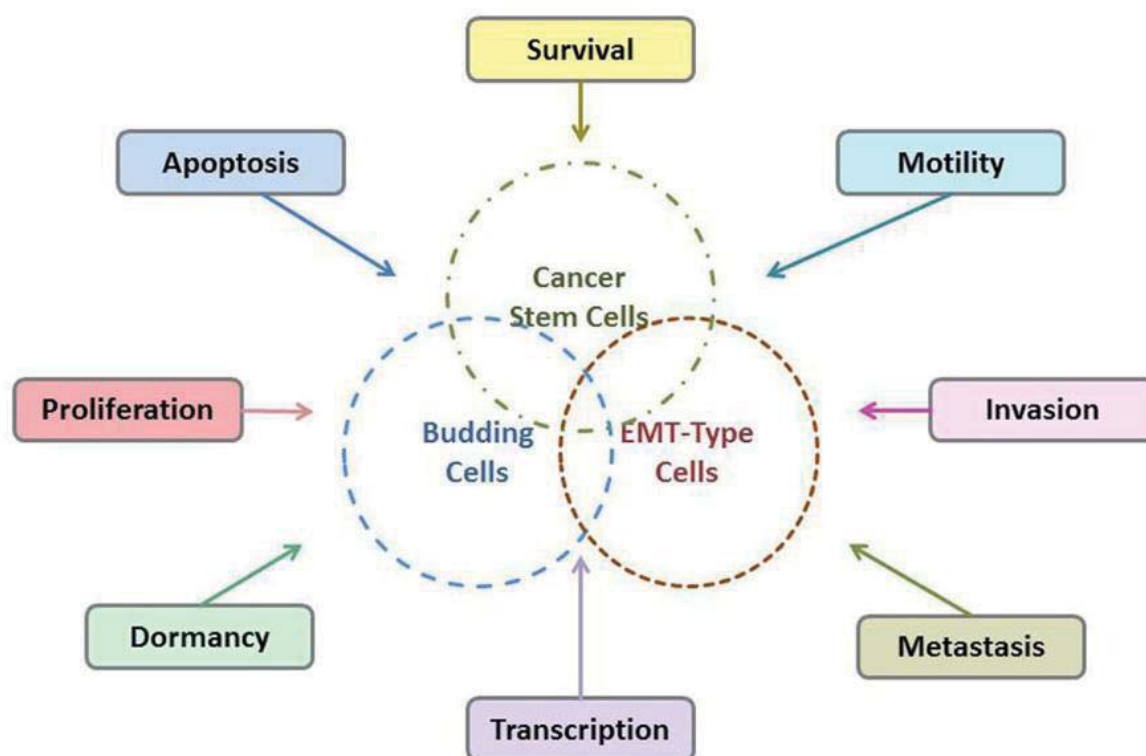 Survival
Apoptosis
Motility
Cancer
Stem Cells
Proliferation
Invasion
Budding
Cells
EMT-Type
Cells
Dormancy
Metastasis
Transcription